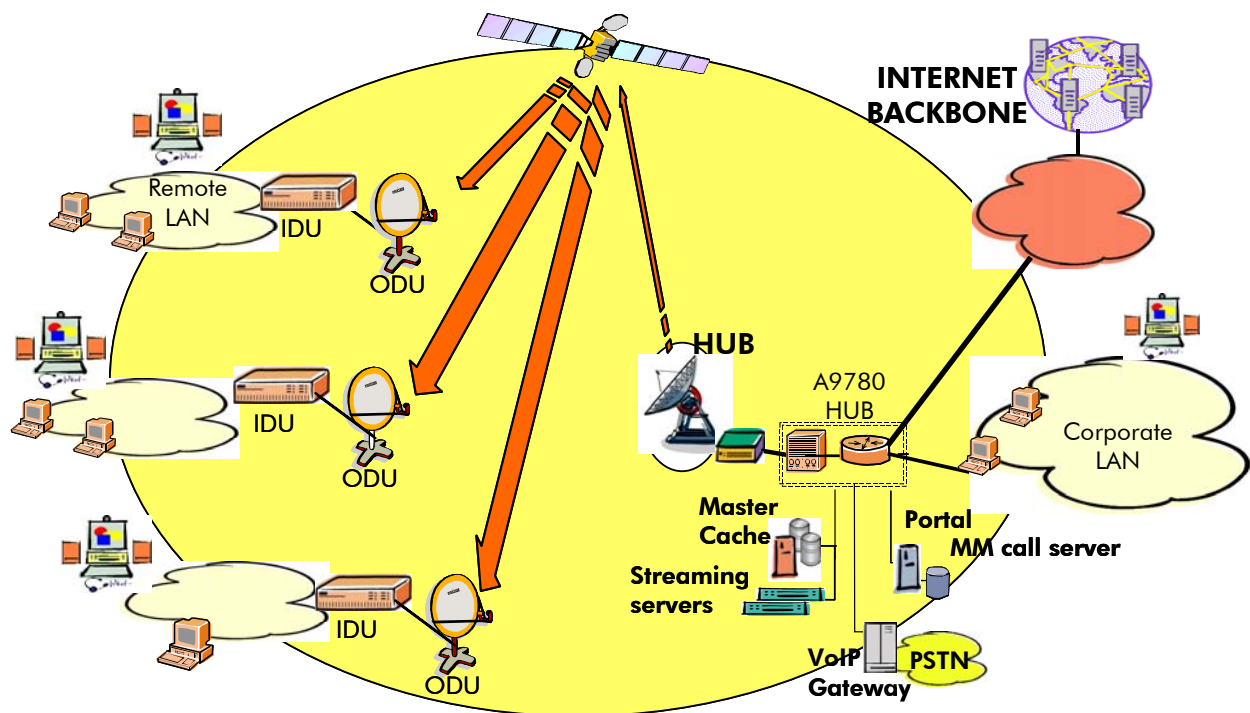 INTERNET
BACKBONE
Remote
LAN
IDU
ODU
HUB
A9780
HUB
IDU
ODU
Corporate
LAN
Master
Cache
Portal
MM call server
Streaming
servers
IDU
ODU
VoIP
Gateway
PSTN